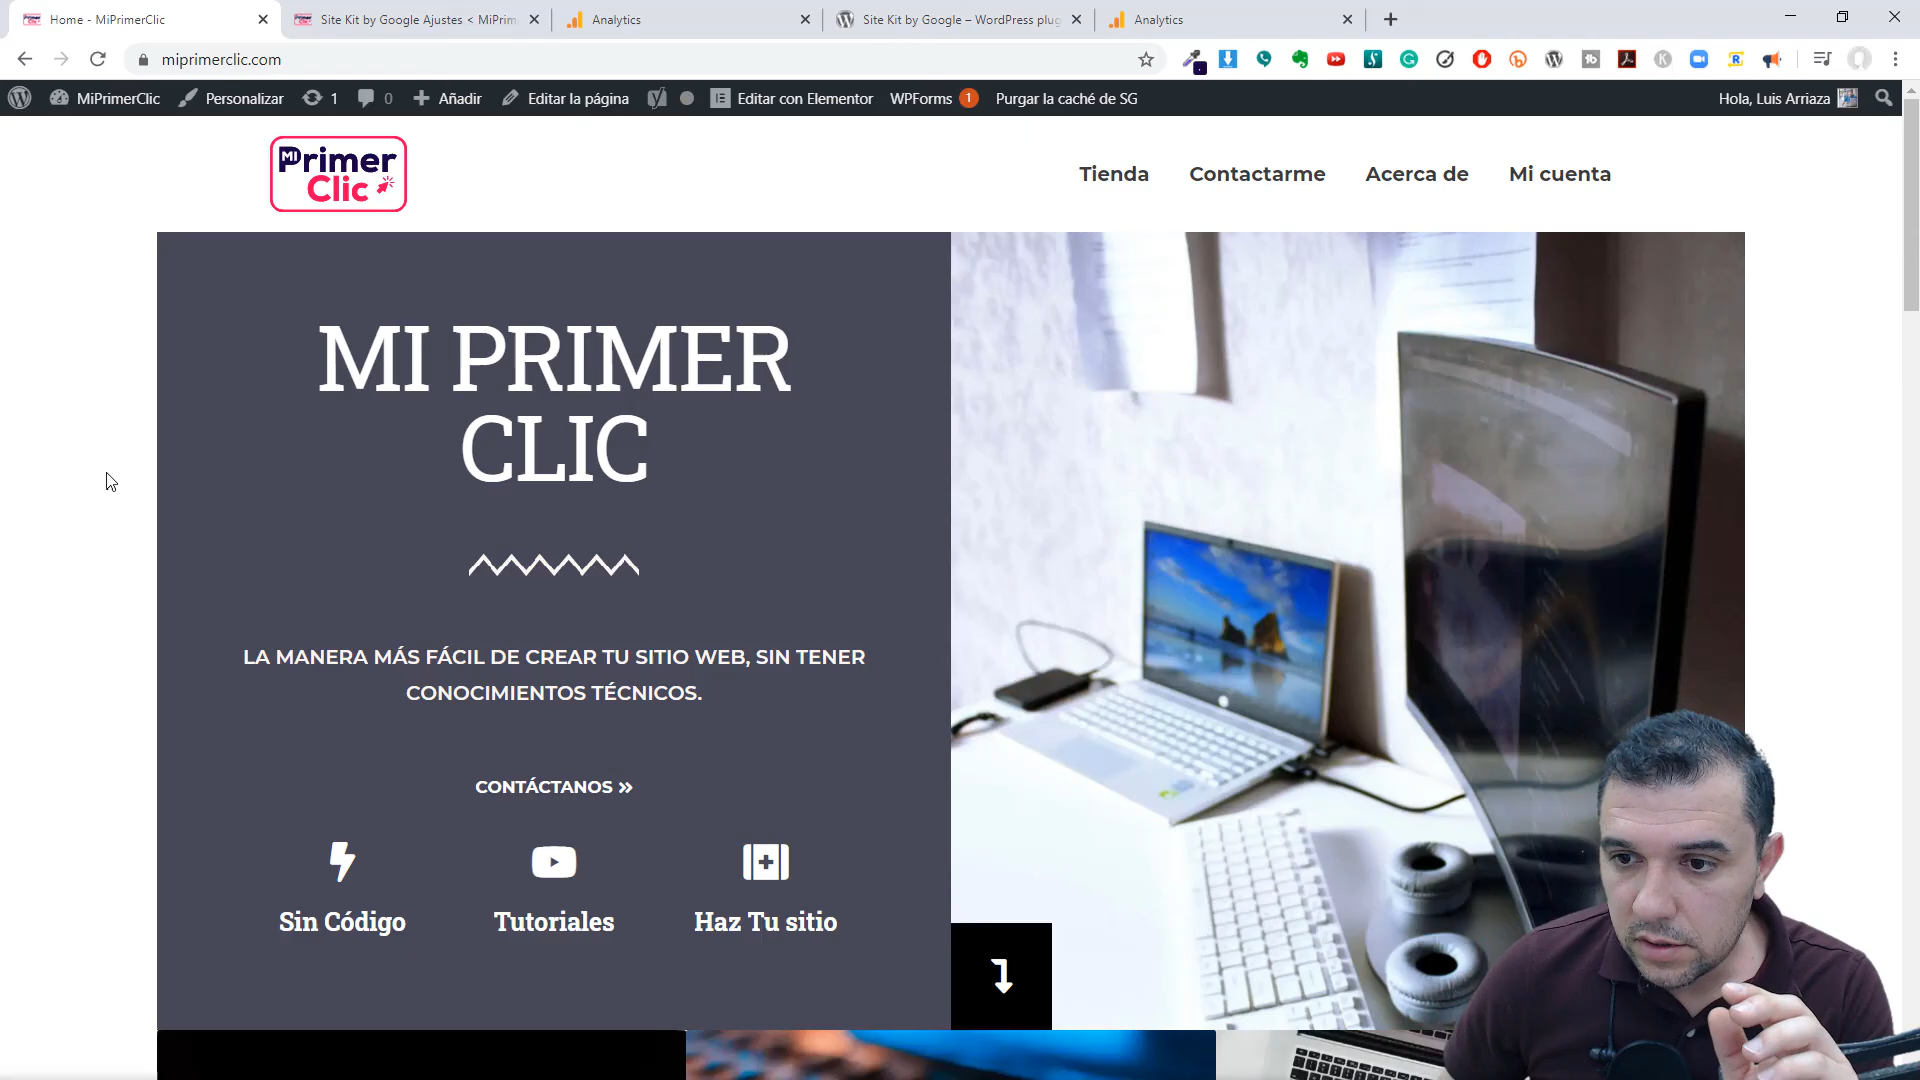 Home - MiPrimerClic
Site Kit by Google Ajustes < MiPrim
Analytics
Site Kit by Google – WordPress plug
Analytics
miprimerclic.com
MiPrimerClic
Personalizar
1
0
Añadir
Editar la página
Editar con Elementor
WPForms 1
Purgar la caché de SG
Hola, Luis Arriaza
Mi Primer
Clic
Tienda
Contactarme
Acerca de
Mi cuenta
MI PRIMER
CLIC
LA MANERA MÁS FÁCIL DE CREAR TU SITIO WEB, SIN TENER
CONOCIMIENTOS TÉCNICOS.
CONTÁCTANOS »
Sin Código
Tutoriales
Haz Tu sitio